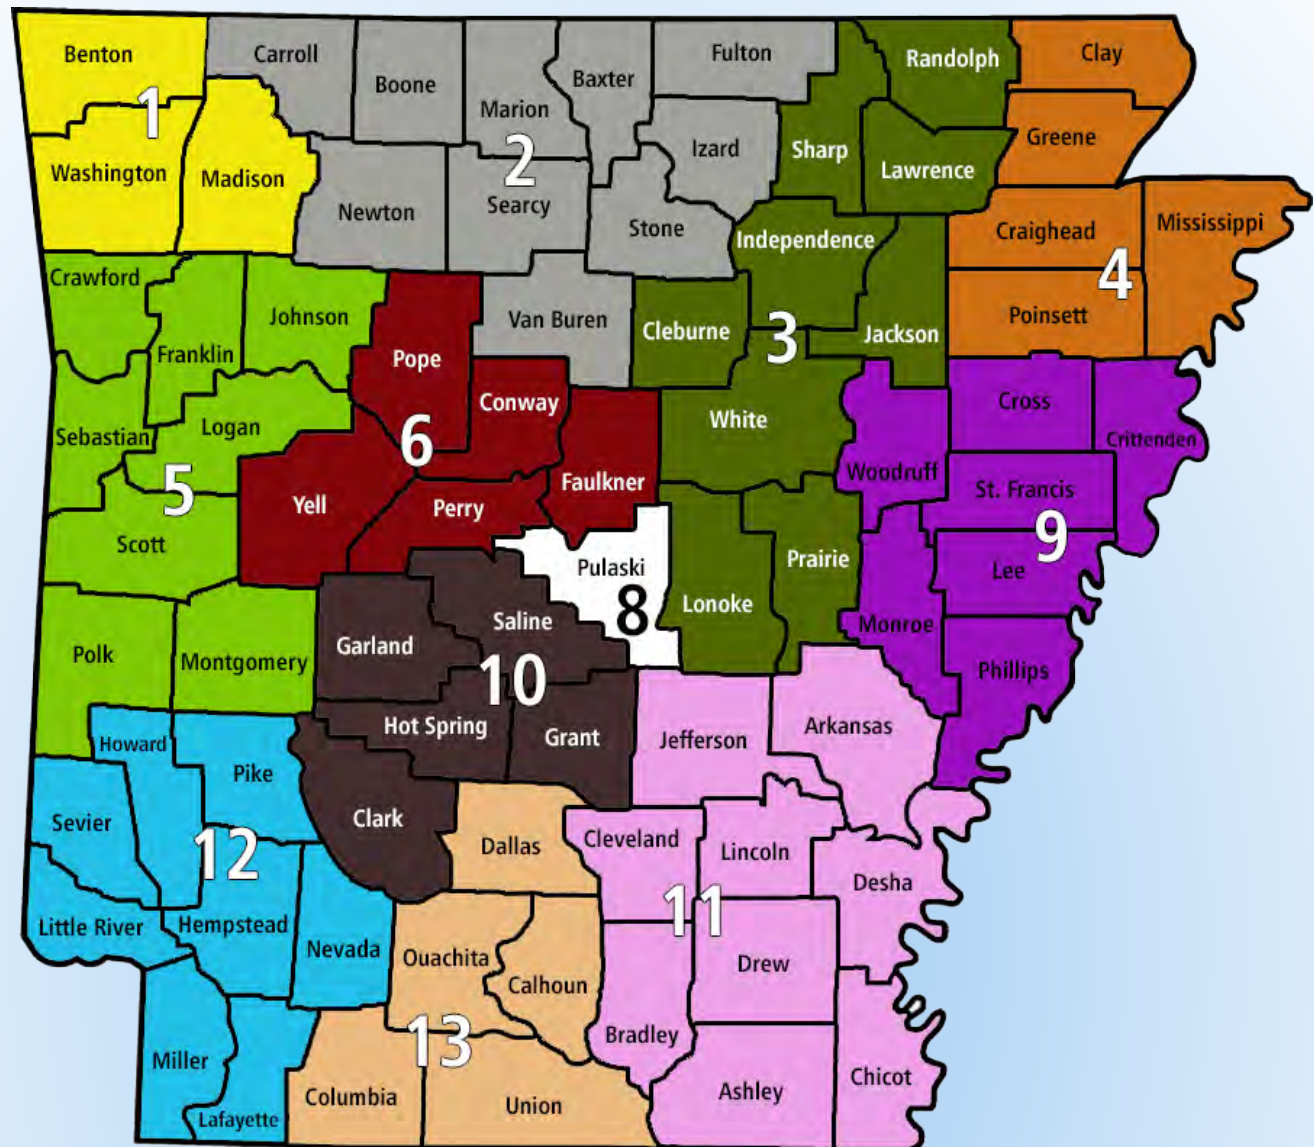 Benton
Carroll
Boone
Marion
Baxter
Fulton
Randolph
Clay
1
2
Izard
Sharp
Lawrence
Greene
Washington
Madison
Newton
Searcy
Stone
Independence
Craighead
Mississippi
4
Crawford
Franklin
Johnson
Pope
Van Buren
Cleburne
3
Jackson
Poinsett
Sebastian
Logan
5
6
Conway
Faulkner
White
Woodruff
Cross
Crittenden
Scott
Yell
Perry
Pulaski
8
Lonoke
Prairie
St. Francis
9
Lee
Monroe
Phillips
Polk
Montgomery
Garland
Saline
10
Hot Spring
Grant
Jefferson
Arkansas
Howard
Pike
Clark
Sevier
12
Dallas
Cleveland
Lincoln
Desha
11
Little River
Hempstead
Nevada
Ouachita
Calhoun
Bradley
Drew
13
Miller
Lafayette
Columbia
Union
Ashley
Chicot